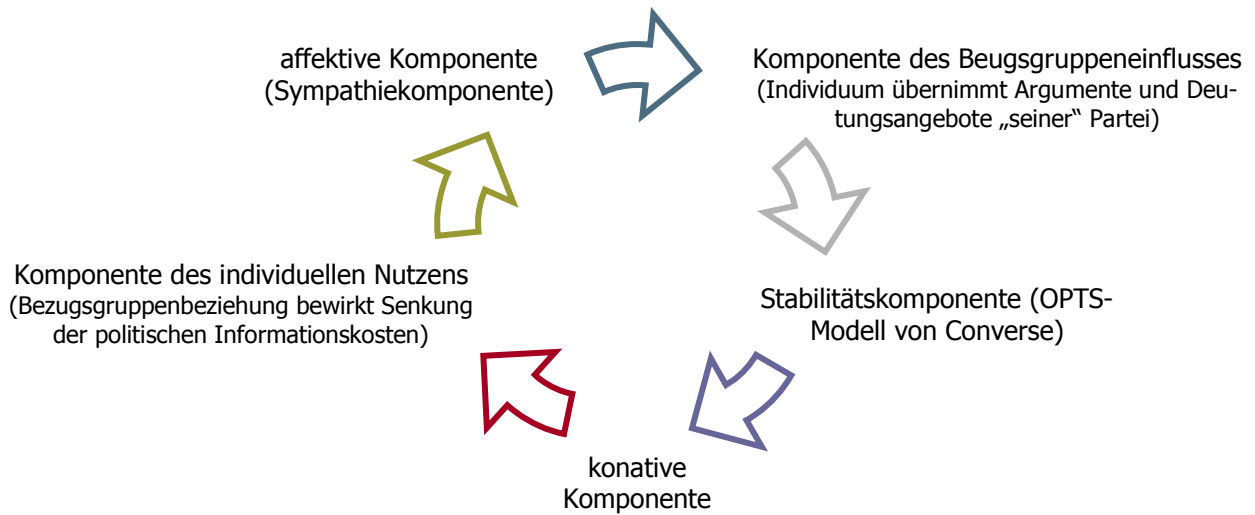 affektive Komponente
(Sympathiekomponente)
Komponente des Beugsgruppeneinflusses
(Individuum übernimmt Argumente und Deu-
tungsangebote „seiner“ Partei)
Stabilitätskomponente (OPTS-
Modell von Converse)
konative
Komponente
Komponente des individuellen Nutzens
(Bezugsgruppenbeziehung bewirkt Senkung
der politischen Informationskosten)